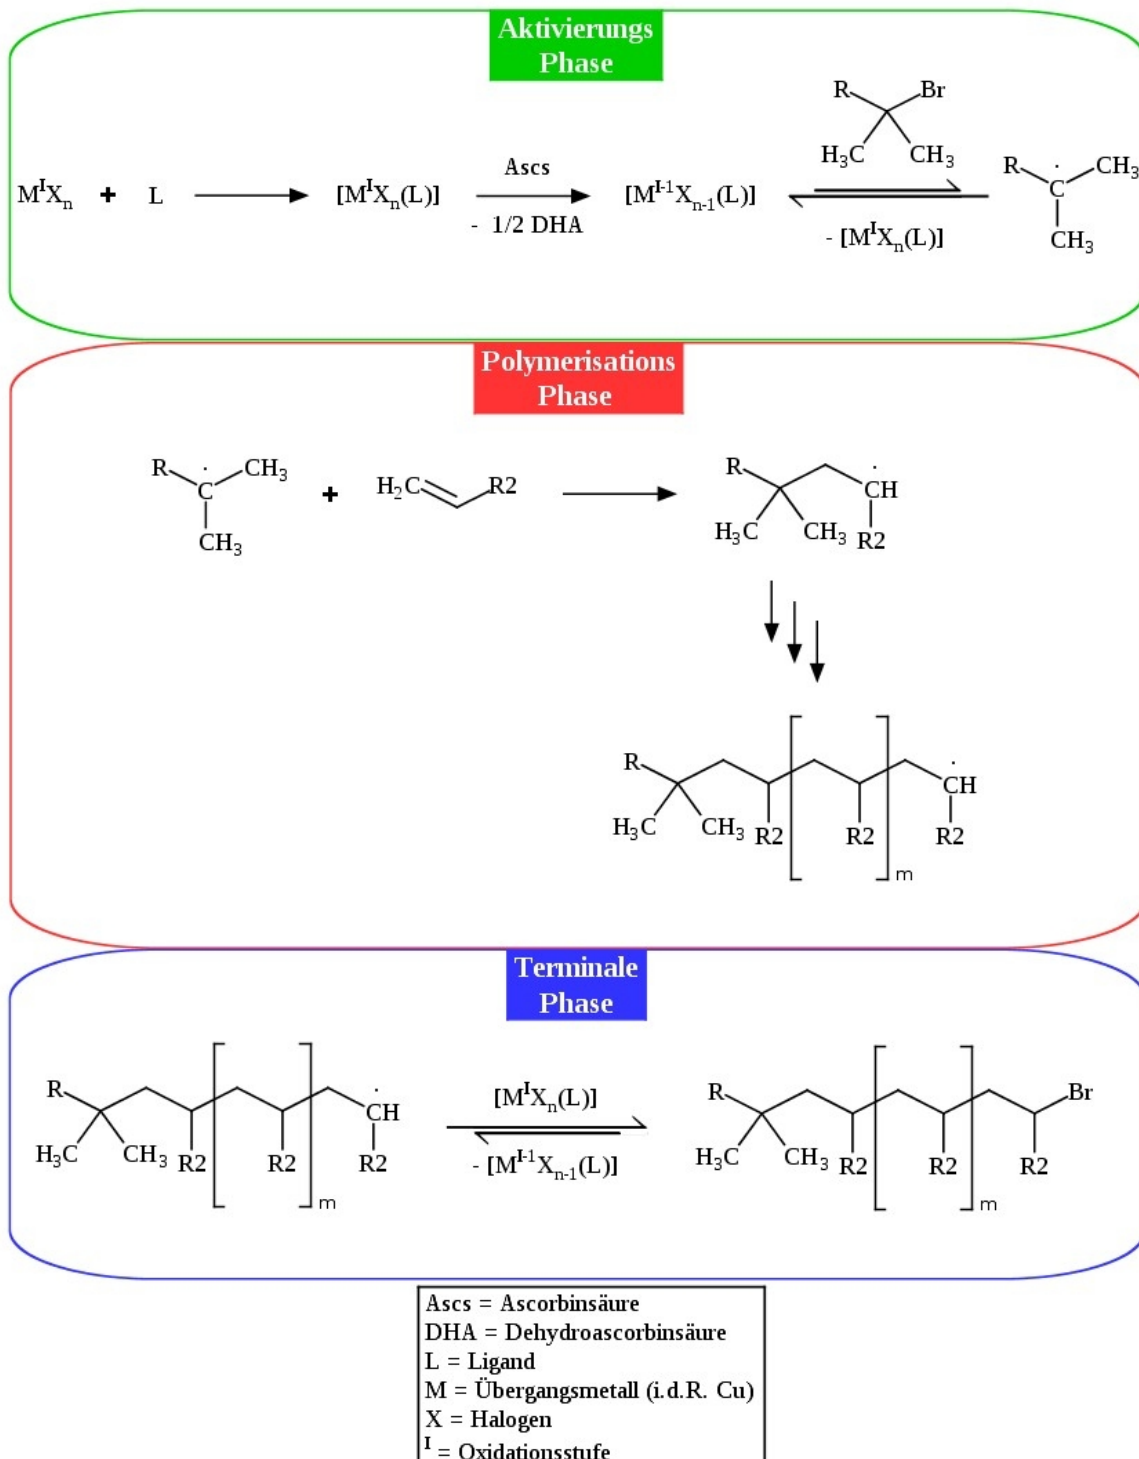 Aktivierungs
Phase
R Br
H₃C CH₃
MᴵXₙ + L [MᴵXₙ(L)] Ascs [Mᴵ⁻¹Xₙ₋₁(L)] R Ċ CH₃
- 1/2 DHA - [MᴵXₙ(L)] CH₃
Polymerisations
Phase
R Ċ CH₃ + H₂C R2 R ĊH
CH₃ H₃C CH₃ R2
R ĊH
H₃C CH₃ R2 R2 R2
m
Terminale
Phase
R ĊH [MᴵXₙ(L)] R Br
H₃C CH₃ R2 R2 R2 - [Mᴵ⁻¹Xₙ₋₁(L)] H₃C CH₃ R2 R2 R2
m m
Ascs = Ascorbinsäure
DHA = Dehydroascorbinsäure
L = Ligand
M = Übergangsmetall (i.d.R. Cu)
X = Halogen
ᴵ = Oxidationsstufe